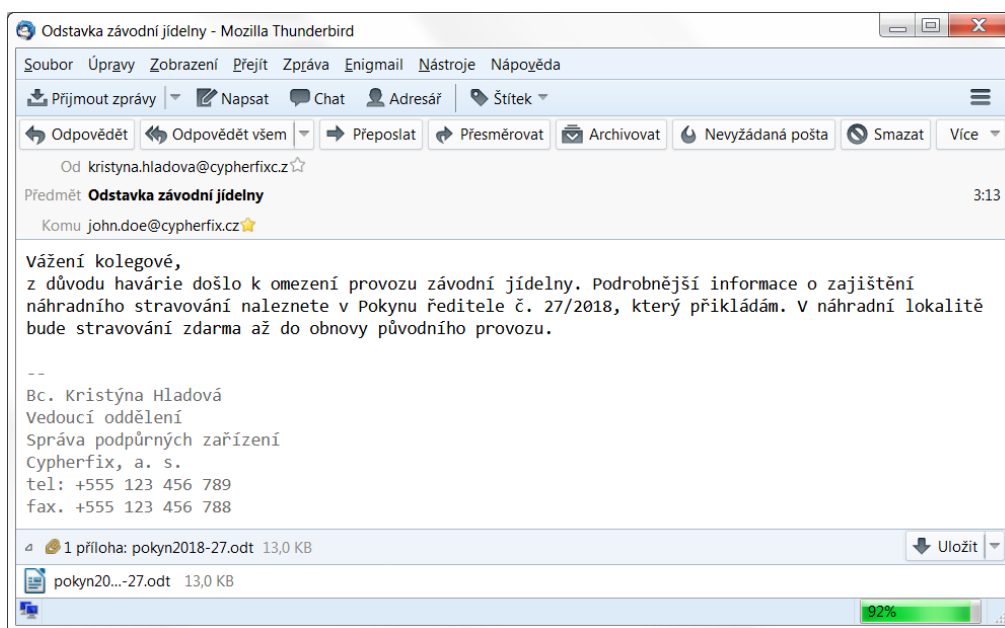 Odstavka závodní jídelny - Mozilla Thunderbird
Soubor Úpravy Zobrazení Přejít Zpráva Enigmail Nástroje Nápověda
Přijmout zprávy Napsat Chat Adresář Štítek
Odpovědět Odpovědět všem Přeposlat Přesměrovat Archivovat Nevyžádaná pošta Smazat Více
Od kristyna.hladova@cypherfixc.z
Předmět Odstavka závodní jídelny 3:13
Komu john.doe@cypherfix.cz
Vážení kolegové,
z důvodu havárie došlo k omezení provozu závodní jídelny. Podrobnější informace o zajištění
náhradního stravování naleznete v Pokynu ředitele č. 27/2018, který přikládám. V náhradní lokalitě
bude stravování zdarma až do obnovy původního provozu.
--
Bc. Kristýna Hladová
Vedoucí oddělení
Správa podpůrných zařízení
Cypherfix, a. s.
tel: +555 123 456 789
fax. +555 123 456 788
1 příloha: pokyn2018-27.odt 13,0 KB Uložit
pokyn20...-27.odt 13,0 KB
92%